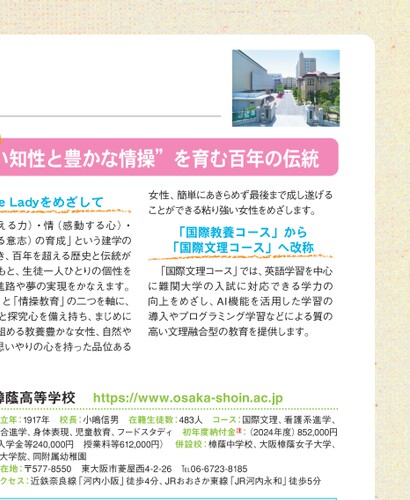 い知性と豊かな情操”を育む百年の伝統
e Ladyをめざして
える力）・情（感動する心）・
る意志）の育成」という建学の
き、百年を超える歴史と伝統が
もと、生徒一人ひとりの個性を
進路や夢の実現をかなえます。
と「情操教育」の二つを軸に、
と探究心を備え持ち、まじめに
組める教養豊かな女性、自然や
思いやりの心を持った品位ある
女性、簡単にあきらめず最後まで成し遂げる
ことができる粘り強い女性をめざします。
「国際教養コース」から
「国際文理コース」へ改称
「国際文理コース」では、英語学習を中心
に難関大学の入試に対応できる学力の
向上をめざし、AI機能を活用した学習の
導入やプログラミング学習などによる質の
高い文理融合型の教育を提供します。
樟蔭高等学校 https://www.osaka-shoin.ac.jp
立年：1917年 校長：小嶋信男 在籍生徒数：483人 コース：国際文理、看護系進学、
合進学、身体表現、児童教育、フードスタディ 初年度納付金注：（2024年度）852,000円
入学金等240,000円 授業料等612,000円） 併設校：樟蔭中学校、大阪樟蔭女子大学、
大学院、同附属幼稚園
在地：〒577-8550 東大阪市菱屋西4-2-26 TEL06-6723-8185
クセス：近鉄奈良線「河内小阪」徒歩4分、JRおおさか東線「JR河内永和」徒歩5分